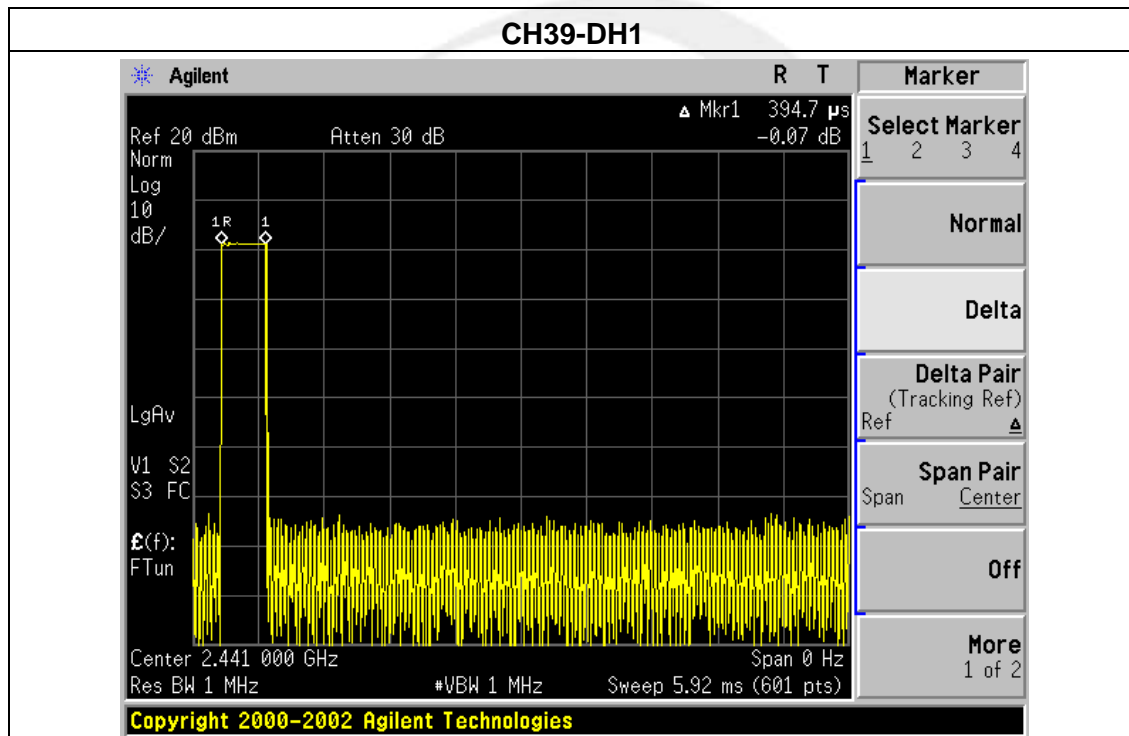 CH39-DH1
Agilent R T
Marker
Δ Mkr1 394.7 µs
Ref 20 dBm Atten 30 dB -0.07 dB
Norm
Log
10
dB/
1R 1
LgAv
V1 S2
S3 FC
£(f):
FTun
Center 2.441 000 GHz Span 0 Hz
Res BW 1 MHz #VBW 1 MHz Sweep 5.92 ms (601 pts)
Copyright 2000-2002 Agilent Technologies
Select Marker
1 2 3 4
Normal
Delta
Delta Pair
(Tracking Ref)
Ref Δ
Span Pair
Span Center
Off
More
1 of 2